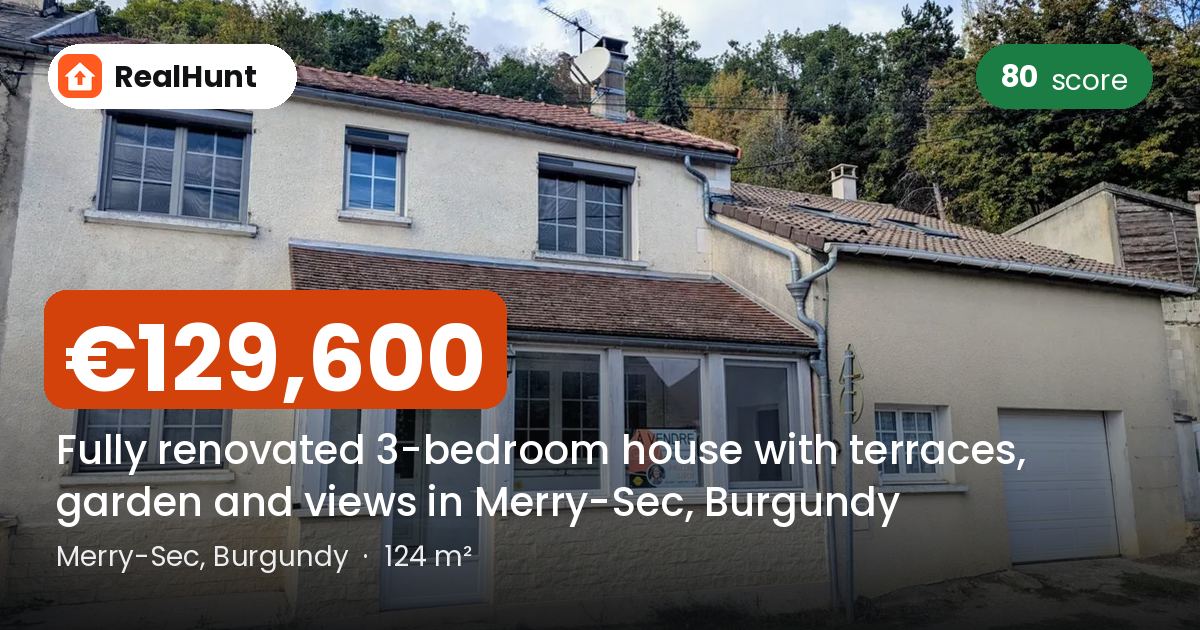 RealHunt
80 score
€129,600
À VENDRE
Fully renovated 3-bedroom house with terraces,
garden and views in Merry-Sec, Burgundy
Merry-Sec, Burgundy · 124 m²